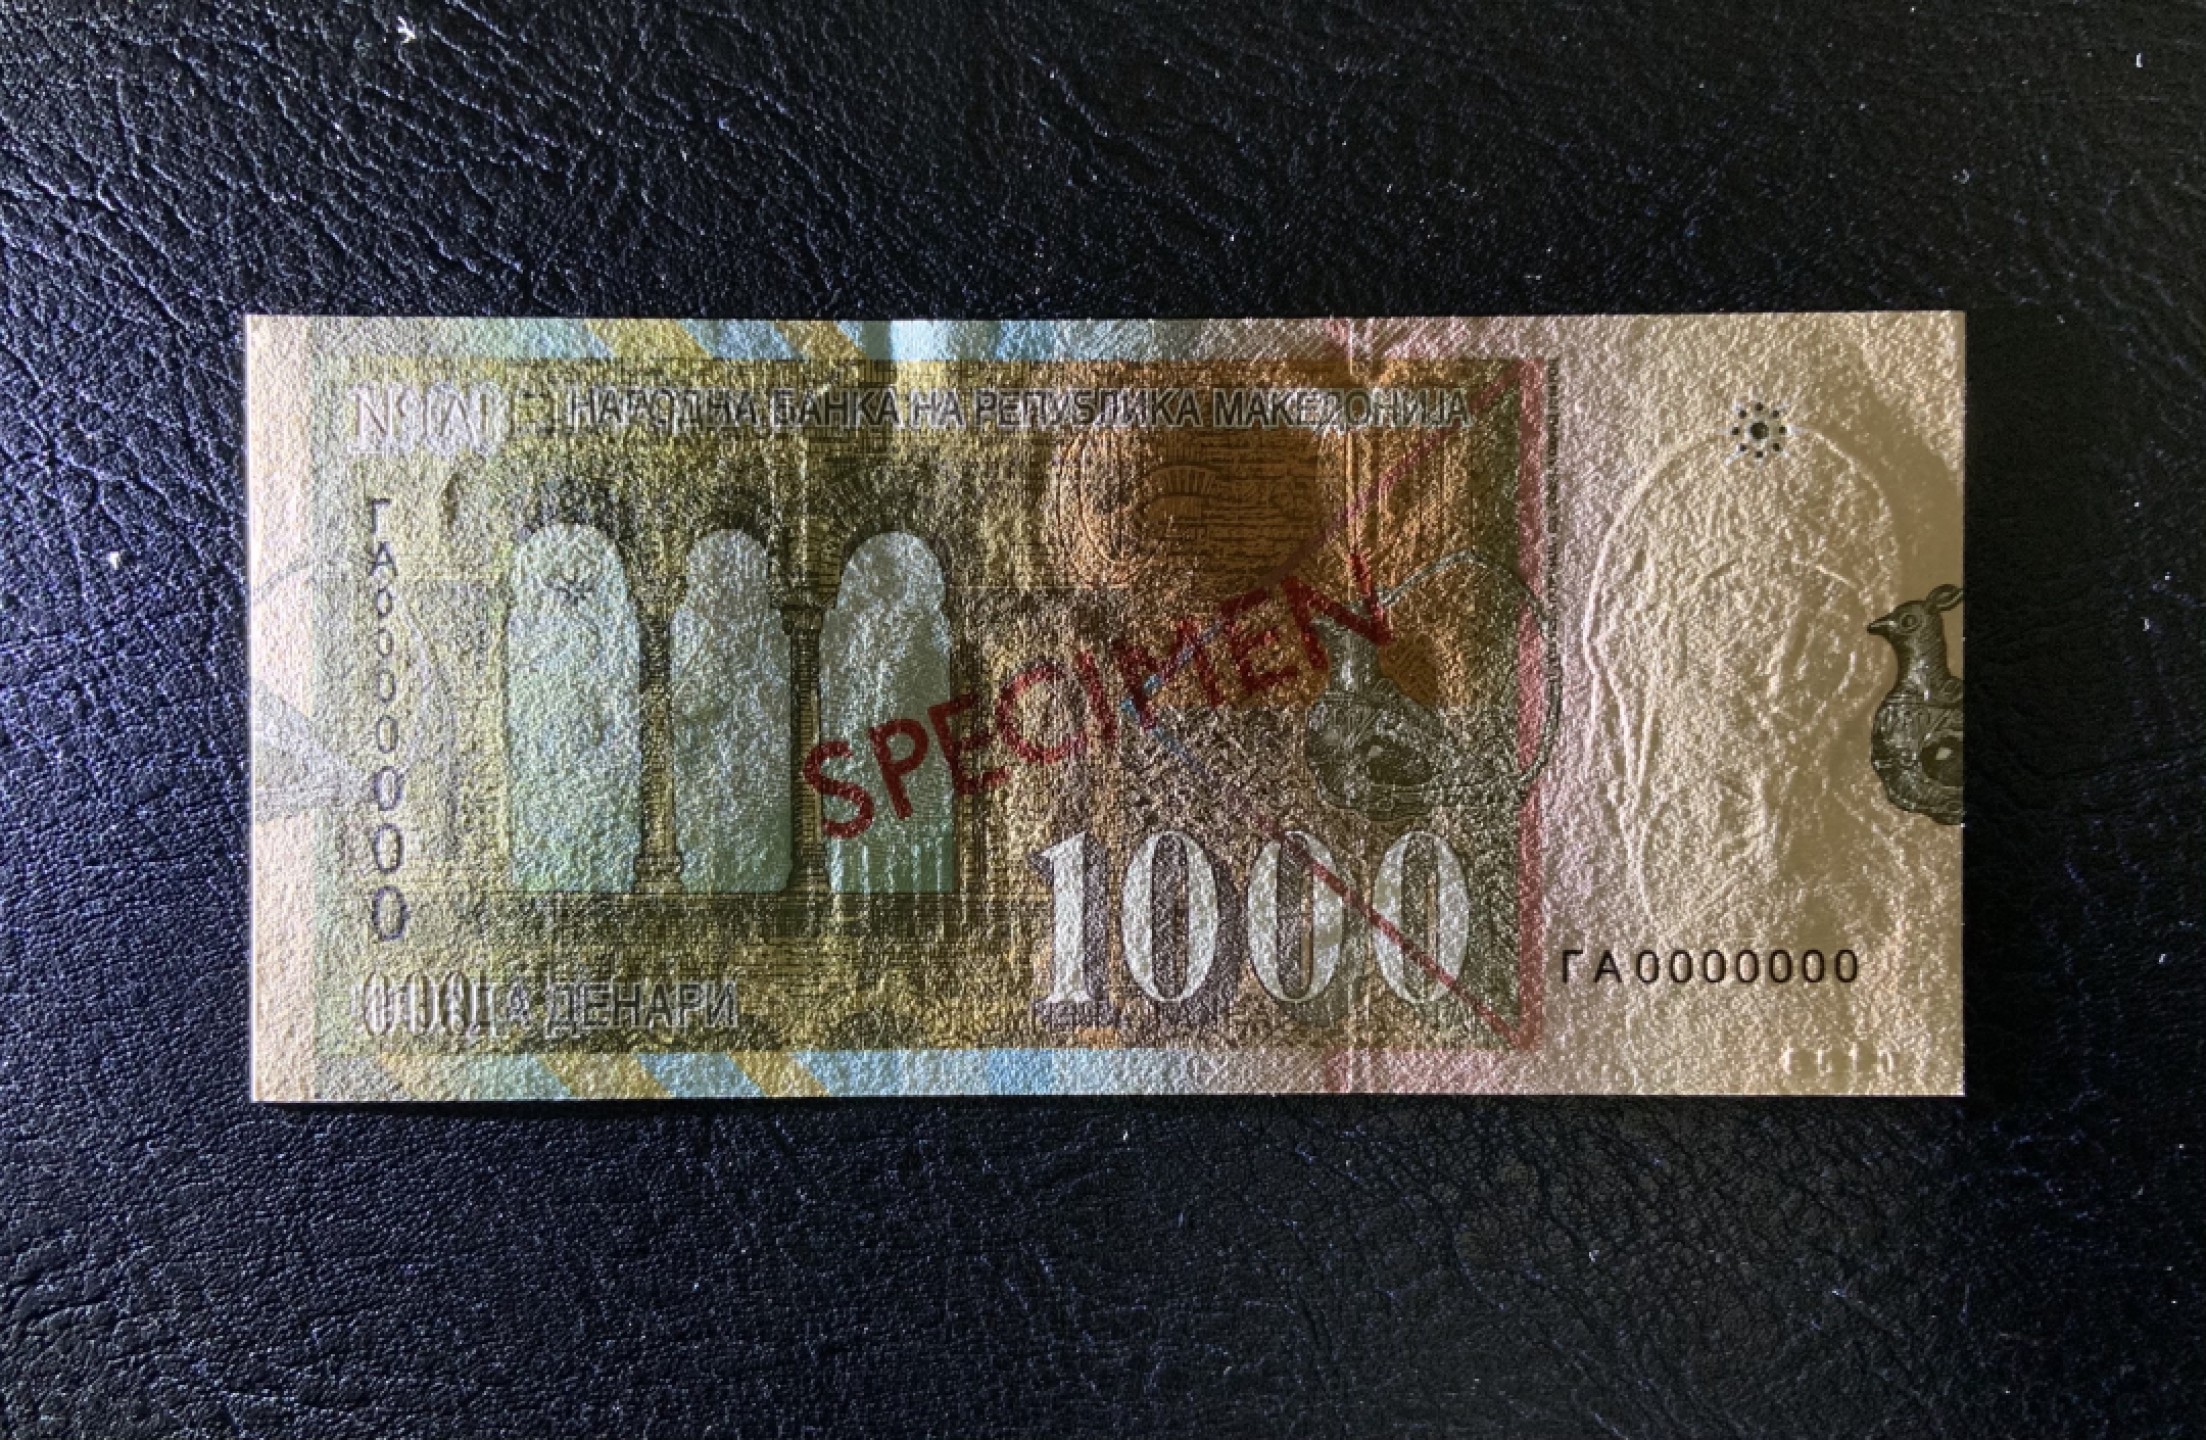 НАРОДНА БАНКА НА РЕПУБЛИКА МАКЕДОНИЈА
ГА0000000
SPECIMEN
1000
ГА0000000
ДЕНАРИ